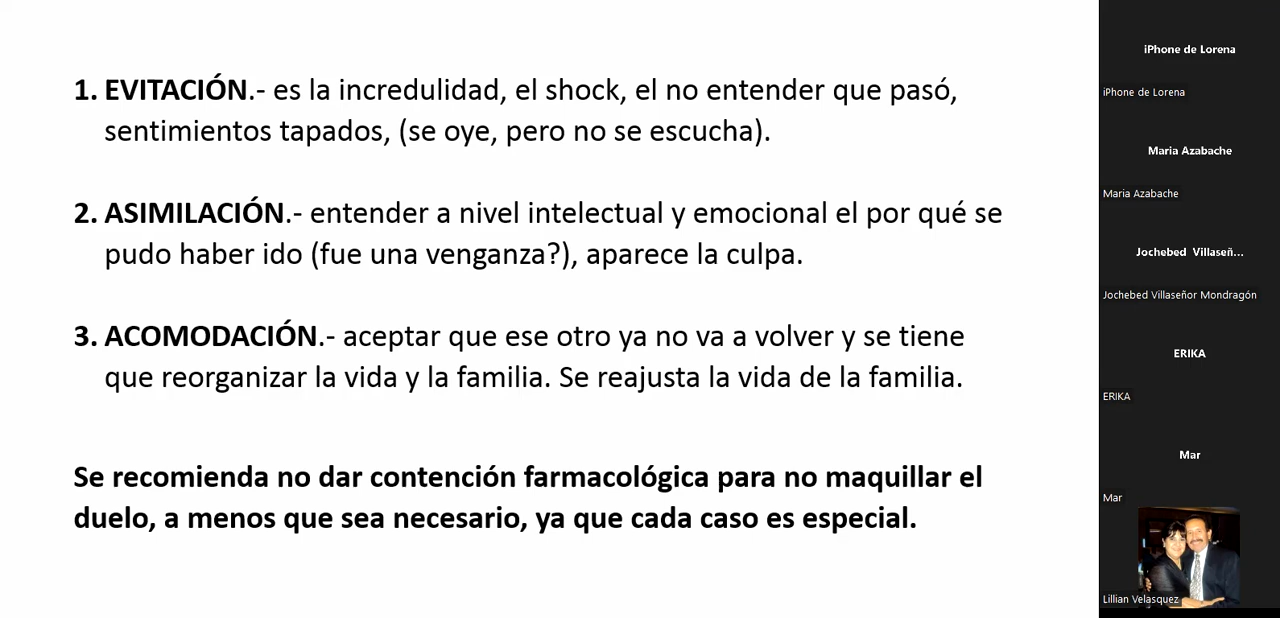 1. EVITACIÓN.- es la incredulidad, el shock, el no entender que pasó,
sentimientos tapados, (se oye, pero no se escucha).
2. ASIMILACIÓN.- entender a nivel intelectual y emocional el por qué se
pudo haber ido (fue una venganza?), aparece la culpa.
3. ACOMODACIÓN.- aceptar que ese otro ya no va a volver y se tiene
que reorganizar la vida y la familia. Se reajusta la vida de la familia.
Se recomienda no dar contención farmacológica para no maquillar el
duelo, a menos que sea necesario, ya que cada caso es especial.
iPhone de Lorena
iPhone de Lorena
Maria Azabache
Maria Azabache
Jochebed Villaseñ...
Jochebed Villaseñor Mondragón
ERIKA
ERIKA
Mar
Mar
Lillian Velasquez